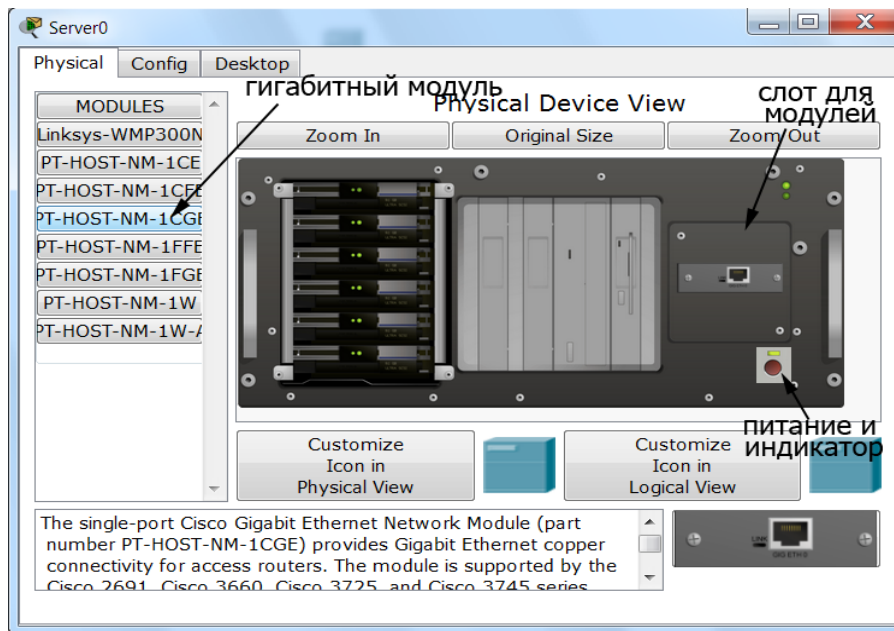 Server0
Physical Config Desktop
гигабитный модуль
MODULES
Physical Device View
слот для
модулей
Linksys-WMP300N
Zoom In Original Size Zoom Out
PT-HOST-NM-1CE
PT-HOST-NM-1CFE
PT-HOST-NM-1CGE
PT-HOST-NM-1FFE
PT-HOST-NM-1FGE
PT-HOST-NM-1W
PT-HOST-NM-1W-A
питание и
индикатор
Customize
Icon in
Physical View
Customize
Icon in
Logical View
The single-port Cisco Gigabit Ethernet Network Module (part
number PT-HOST-NM-1CGE) provides Gigabit Ethernet copper
connectivity for access routers. The module is supported by the
Cisco 2691, Cisco 3660, Cisco 3725, and Cisco 3745 series
LINK
GIG ETH 0